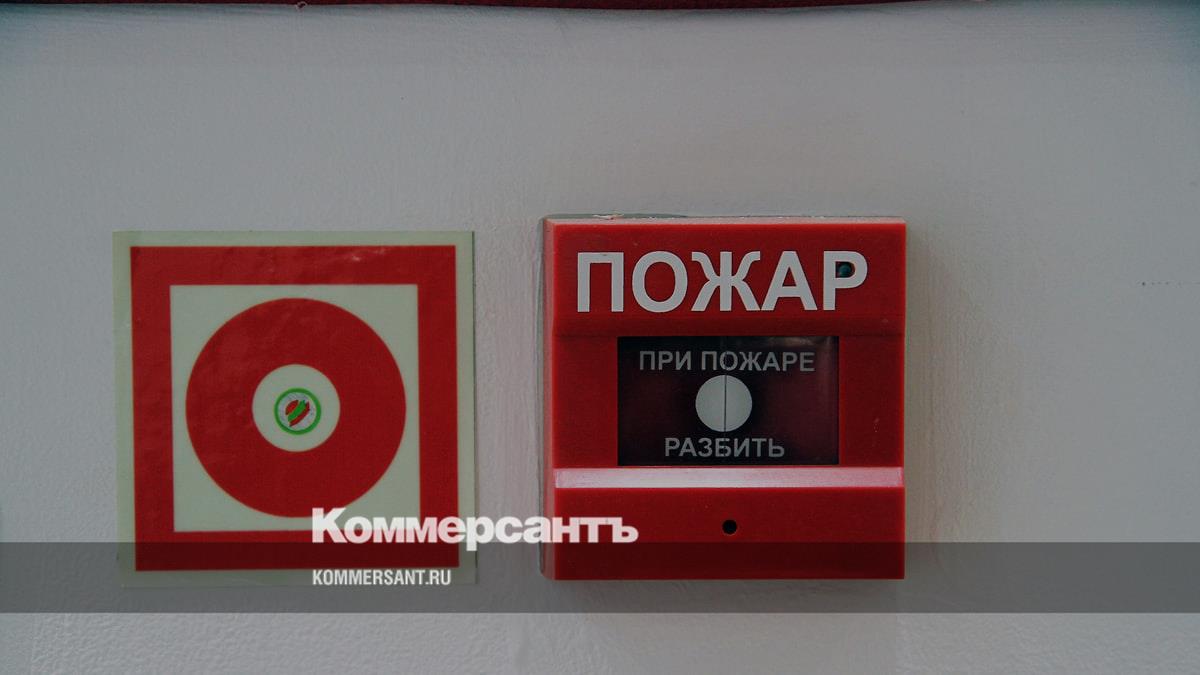 ПОЖАР
ПРИ ПОЖАРЕ
РАЗБИТЬ
Коммерсантъ
KOMMERSANT.RU